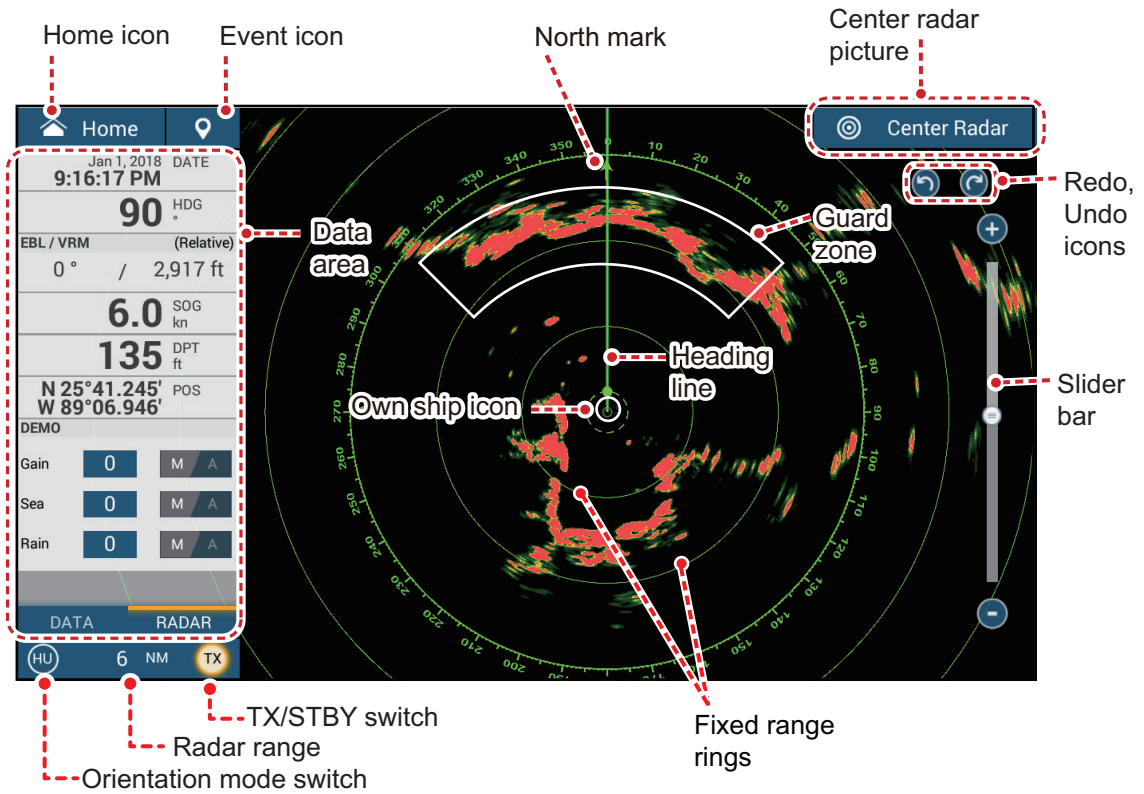 Home icon
Event icon
North mark
Center radar
picture
Home
Center Radar
Jan 1, 2018 DATE
9:16:17 PM
90 HDG
°
EBL / VRM (Relative)
0 ° / 2,917 ft
6.0 SOG
kn
135 DPT
ft
N 25°41.245' POS
W 89°06.946'
DEMO
Gain 0 M A
Sea 0 M A
Rain 0 M A
DATA RADAR
HU 6 NM TX
Data
area
Guard
zone
Heading
line
Own ship icon
Redo,
Undo
icons
+
Slider
bar
-
340
350
0
10
20
30
40
50
60
70
80
90
100
110
120
130
140
150
160
170
190
200
210
220
230
240
250
260
270
280
290
300
310
320
Fixed range
rings
TX/STBY switch
Radar range
Orientation mode switch